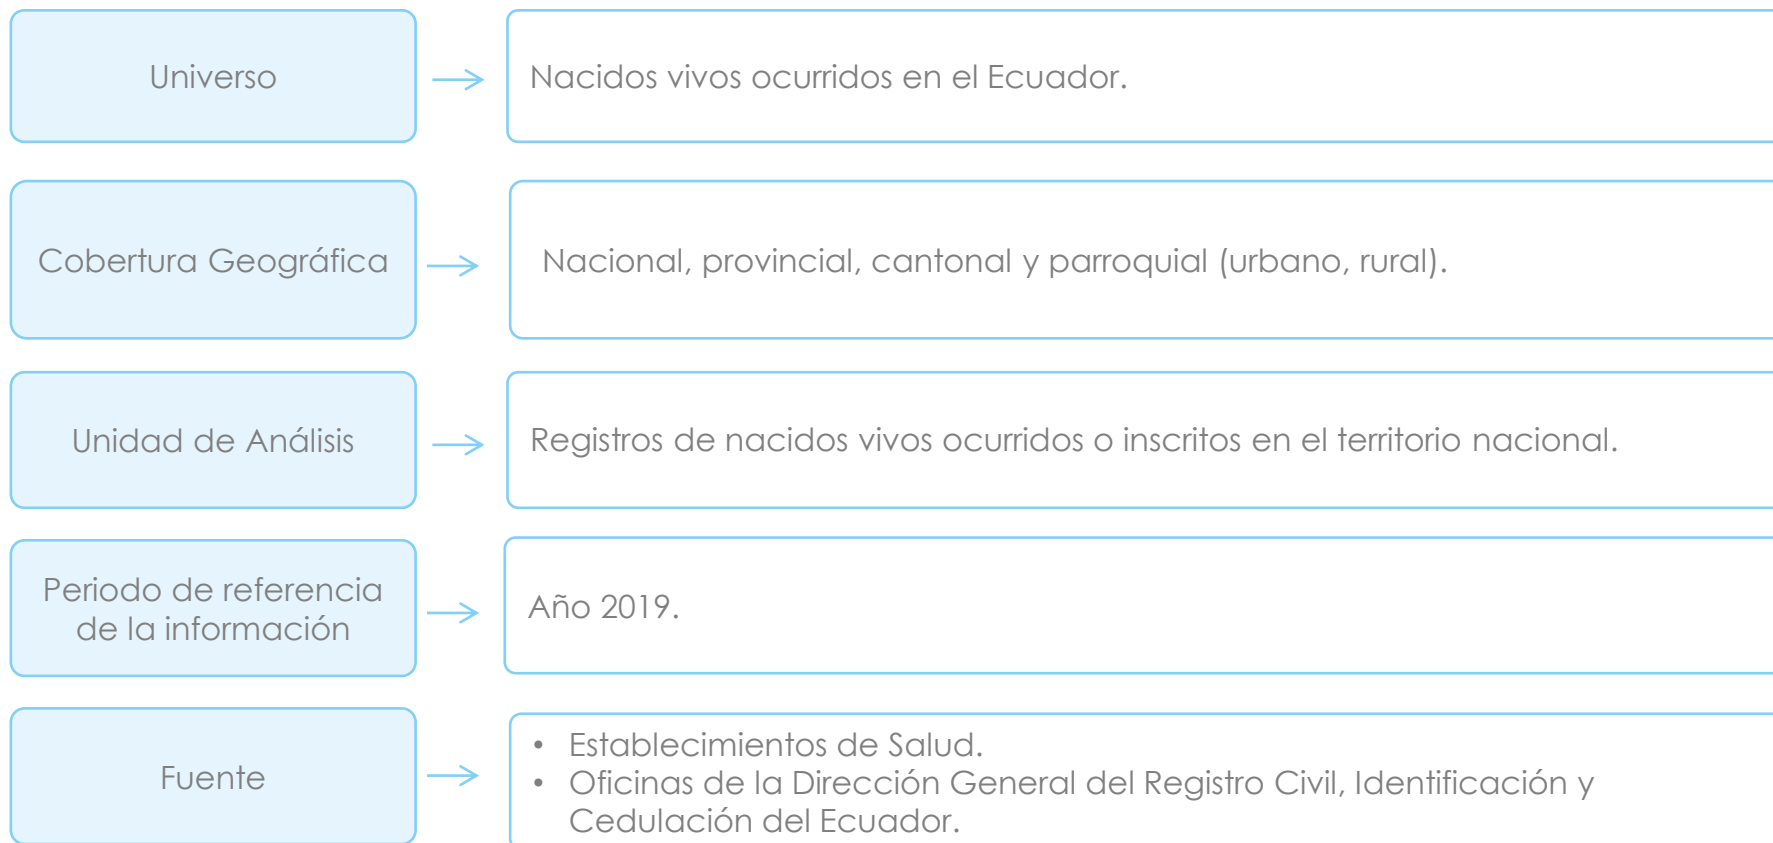 Universo
Nacidos vivos ocurridos en el Ecuador.
Cobertura Geográfica
Nacional, provincial, cantonal y parroquial (urbano, rural).
Unidad de Análisis
Registros de nacidos vivos ocurridos o inscritos en el territorio nacional.
Periodo de referencia
de la información
Año 2019.
Fuente
• Establecimientos de Salud.
• Oficinas de la Dirección General del Registro Civil, Identificación y
Cedulación del Ecuador.